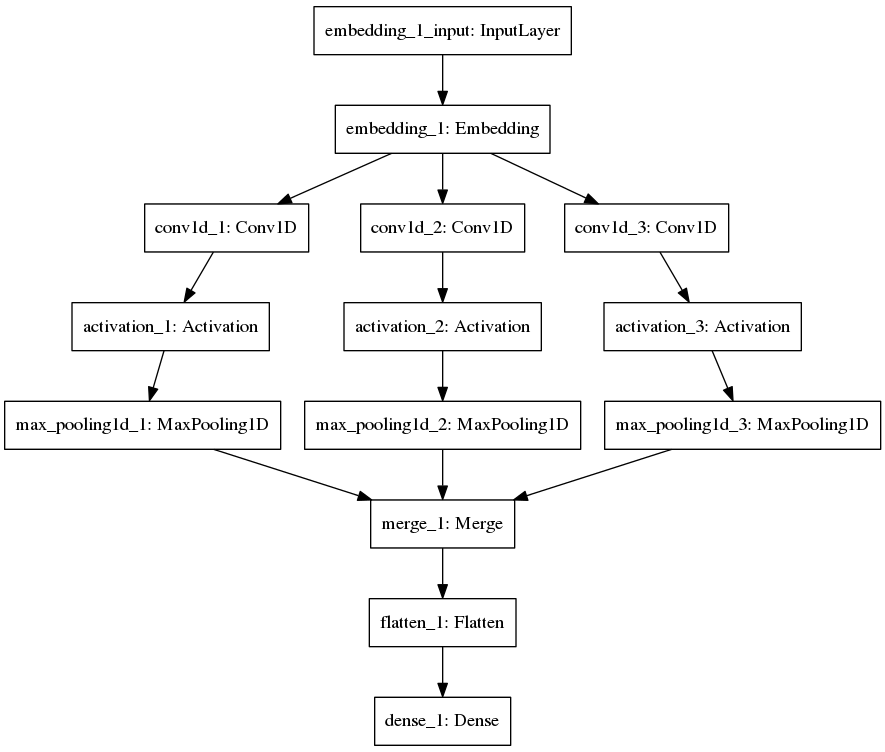 embedding_1_input: InputLayer
embedding_1: Embedding
conv1d_1: Conv1D
conv1d_2: Conv1D
conv1d_3: Conv1D
activation_1: Activation
activation_2: Activation
activation_3: Activation
max_pooling1d_1: MaxPooling1D
max_pooling1d_2: MaxPooling1D
max_pooling1d_3: MaxPooling1D
merge_1: Merge
flatten_1: Flatten
dense_1: Dense